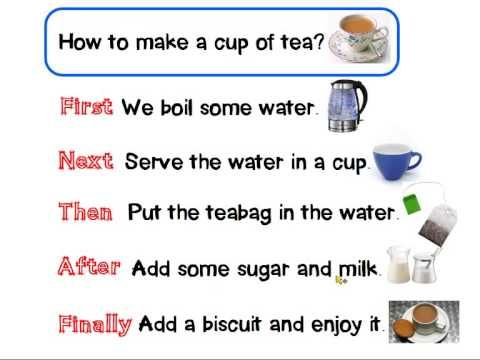 How to make a cup of tea?
First We boil some water.
Next Serve the water in a cup.
Then Put the teabag in the water.
After Add some sugar and milk.
Finally Add a biscuit and enjoy it.